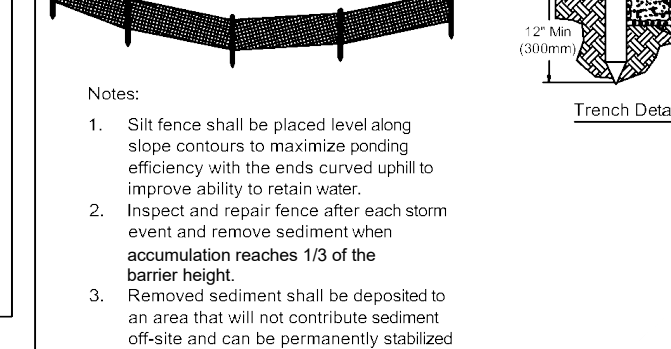 12" Min
(300mm)
Trench Deta
Notes:
1. Silt fence shall be placed level along
slope contours to maximize ponding
efficiency with the ends curved uphill to
improve ability to retain water.
2. Inspect and repair fence after each storm
event and remove sediment when
accumulation reaches 1/3 of the
barrier height.
3. Removed sediment shall be deposited to
an area that will not contribute sediment
off-site and can be permanently stabilized